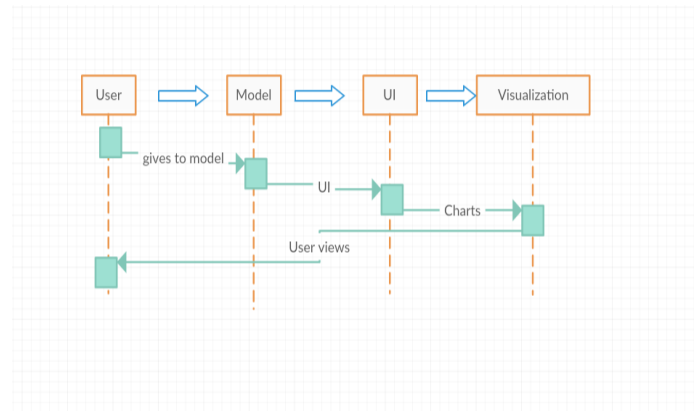 User
Model
UI
Visualization
gives to model
UI
Charts
User views